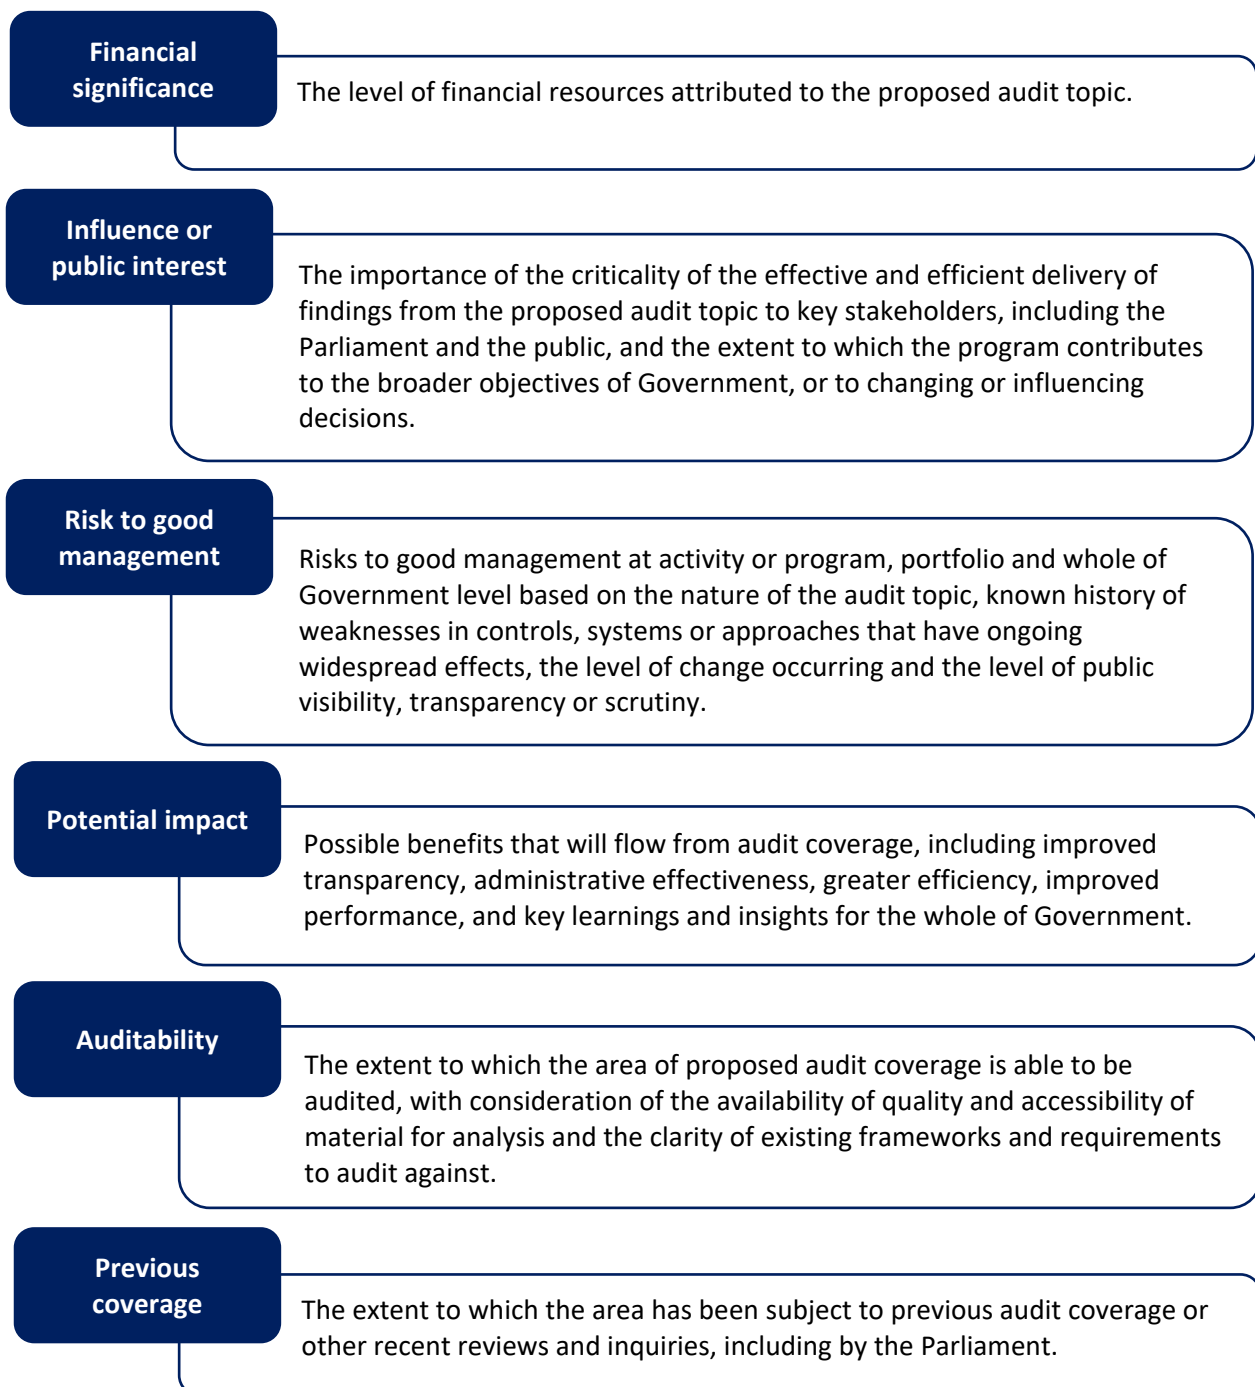 Financial
significance
The level of financial resources attributed to the proposed audit topic.
Influence or
public interest
The importance of the criticality of the effective and efficient delivery of
findings from the proposed audit topic to key stakeholders, including the
Parliament and the public, and the extent to which the program contributes
to the broader objectives of Government, or to changing or influencing
decisions.
Risk to good
management
Risks to good management at activity or program, portfolio and whole of
Government level based on the nature of the audit topic, known history of
weaknesses in controls, systems or approaches that have ongoing
widespread effects, the level of change occurring and the level of public
visibility, transparency or scrutiny.
Potential impact
Possible benefits that will flow from audit coverage, including improved
transparency, administrative effectiveness, greater efficiency, improved
performance, and key learnings and insights for the whole of Government.
Auditability
The extent to which the area of proposed audit coverage is able to be
audited, with consideration of the availability of quality and accessibility of
material for analysis and the clarity of existing frameworks and requirements
to audit against.
Previous
coverage
The extent to which the area has been subject to previous audit coverage or
other recent reviews and inquiries, including by the Parliament.